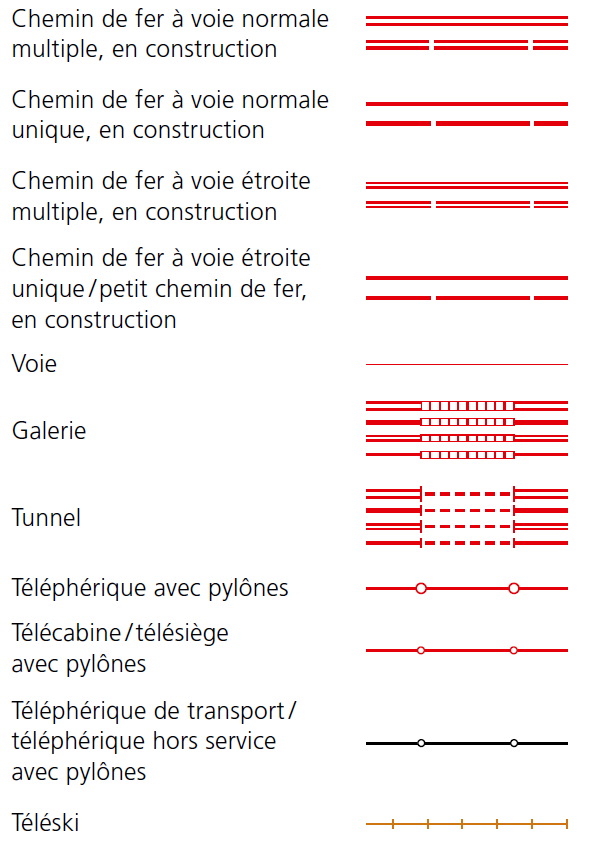 Chemin de fer à voie normale
multiple, en construction
Chemin de fer à voie normale
unique, en construction
Chemin de fer à voie étroite
multiple, en construction
Chemin de fer à voie étroite
unique/petit chemin de fer,
en construction
Voie
Galerie
Tunnel
Téléphérique avec pylônes
Télécabine/télésiège
avec pylônes
Téléphérique de transport/
téléphérique hors service
avec pylônes
Téléski